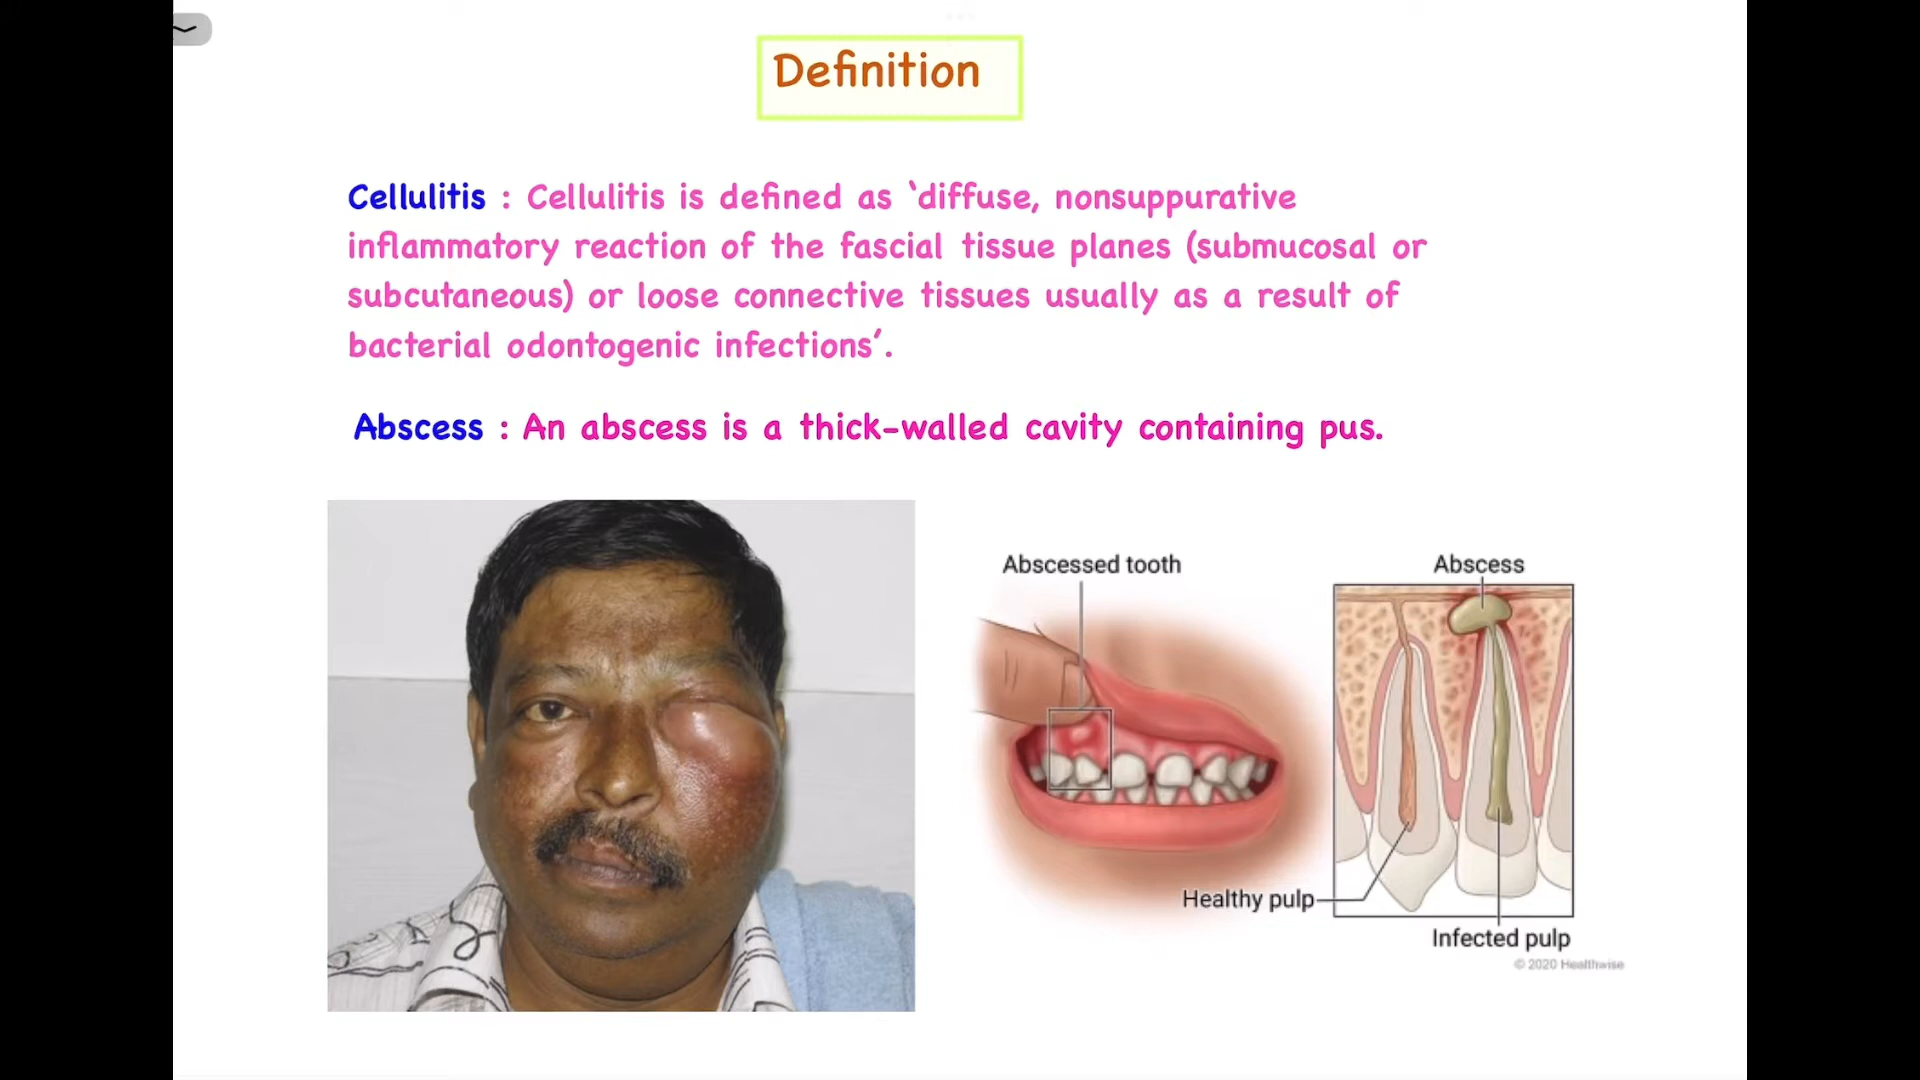 Definition
Cellulitis : Cellulitis is defined as ‘diffuse, nonsuppurative
inflammatory reaction of the fascial tissue planes (submucosal or
subcutaneous) or loose connective tissues usually as a result of
bacterial odontogenic infections’.
Abscess : An abscess is a thick-walled cavity containing pus.
Abscessed tooth
Abscess
Healthy pulp
Infected pulp
© 2020 Healthwise